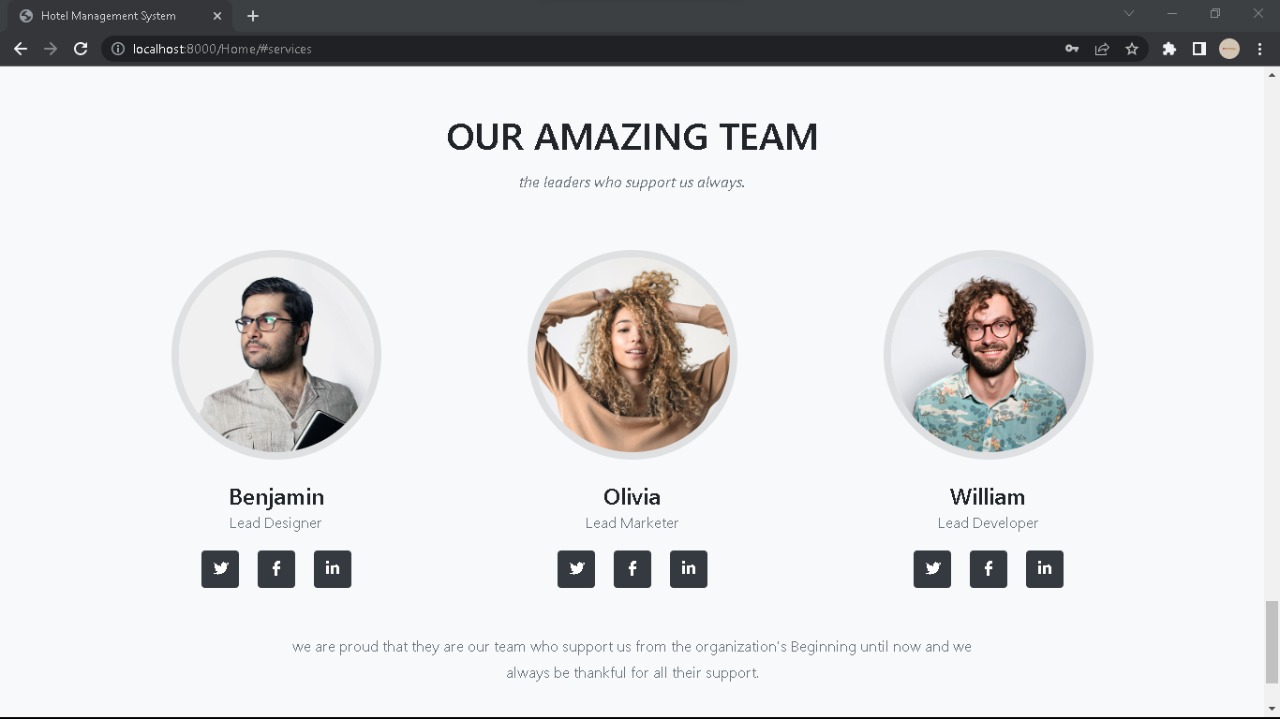 Hotel Management System
localhost:8000/Home/#services
OUR AMAZING TEAM
the leaders who support us always.
Benjamin
Lead Designer
Olivia
Lead Marketer
William
Lead Developer
we are proud that they are our team who support us from the organization's Beginning until now and we
always be thankful for all their support.